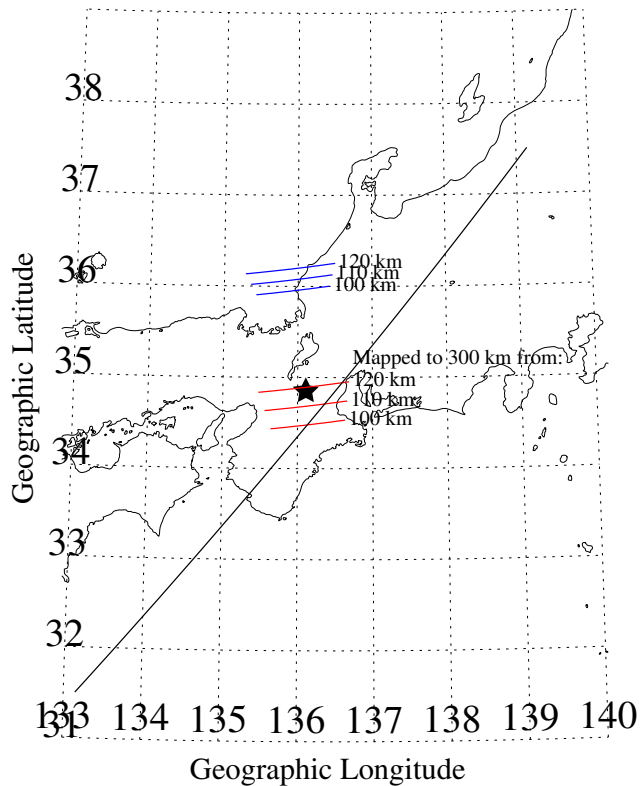 38
37
36
35
34
33
32
31
Geographic Latitude
120 km
110 km
100 km
Mapped to 300 km from:
120 km
110 km
100 km
133 134 135 136 137 138 139 140
Geographic Longitude